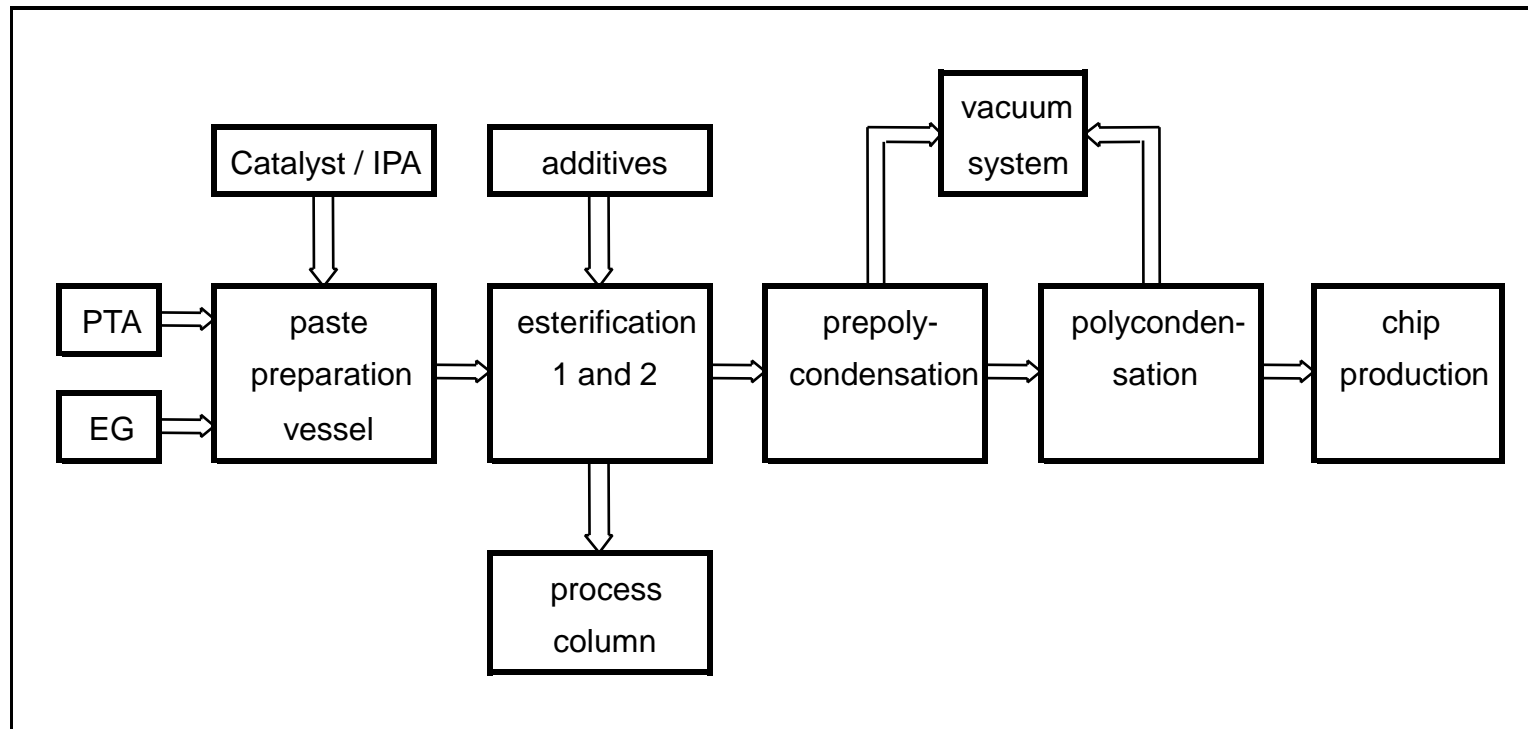 vacuum
system
Catalyst / IPA
additives
PTA
EG
paste
preparation
vessel
esterification
1 and 2
prepoly-
condensation
polyconden-
sation
chip
production
process
column